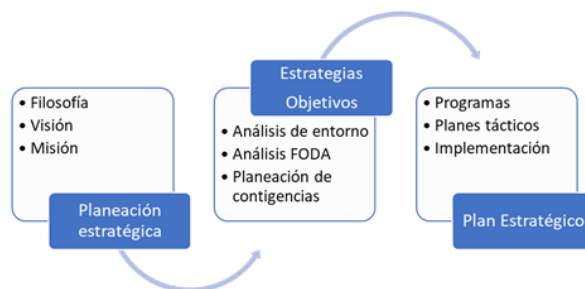 • Filosofía
• Visión
• Misión
Planeación
estratégica
Estrategias
Objetivos
• Análisis de entorno
• Análisis FODA
• Planeación de
contigencias
• Programas
• Planes tácticos
• Implementación
Plan Estratégico